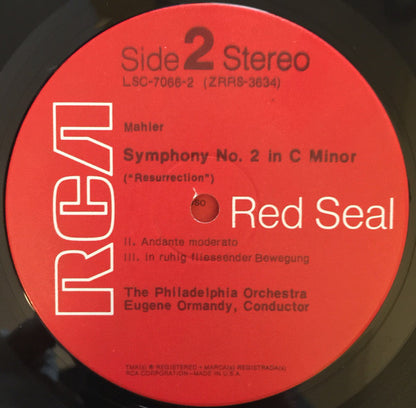 Side 2 Stereo
LSC-7066-2 (ZRRS-3634)
Mahler
Symphony No. 2 in C Minor
("Resurrection")
RCA
Red Seal
II. Andante moderato
III. In ruhig fliessender Bewegung
The Philadelphia Orchestra
Eugene Ormandy, Conductor
TMK(s) ® REGISTERED • MARCA(s) REGISTRADA(s)
RCA CORPORATION-MADE IN U.S.A.